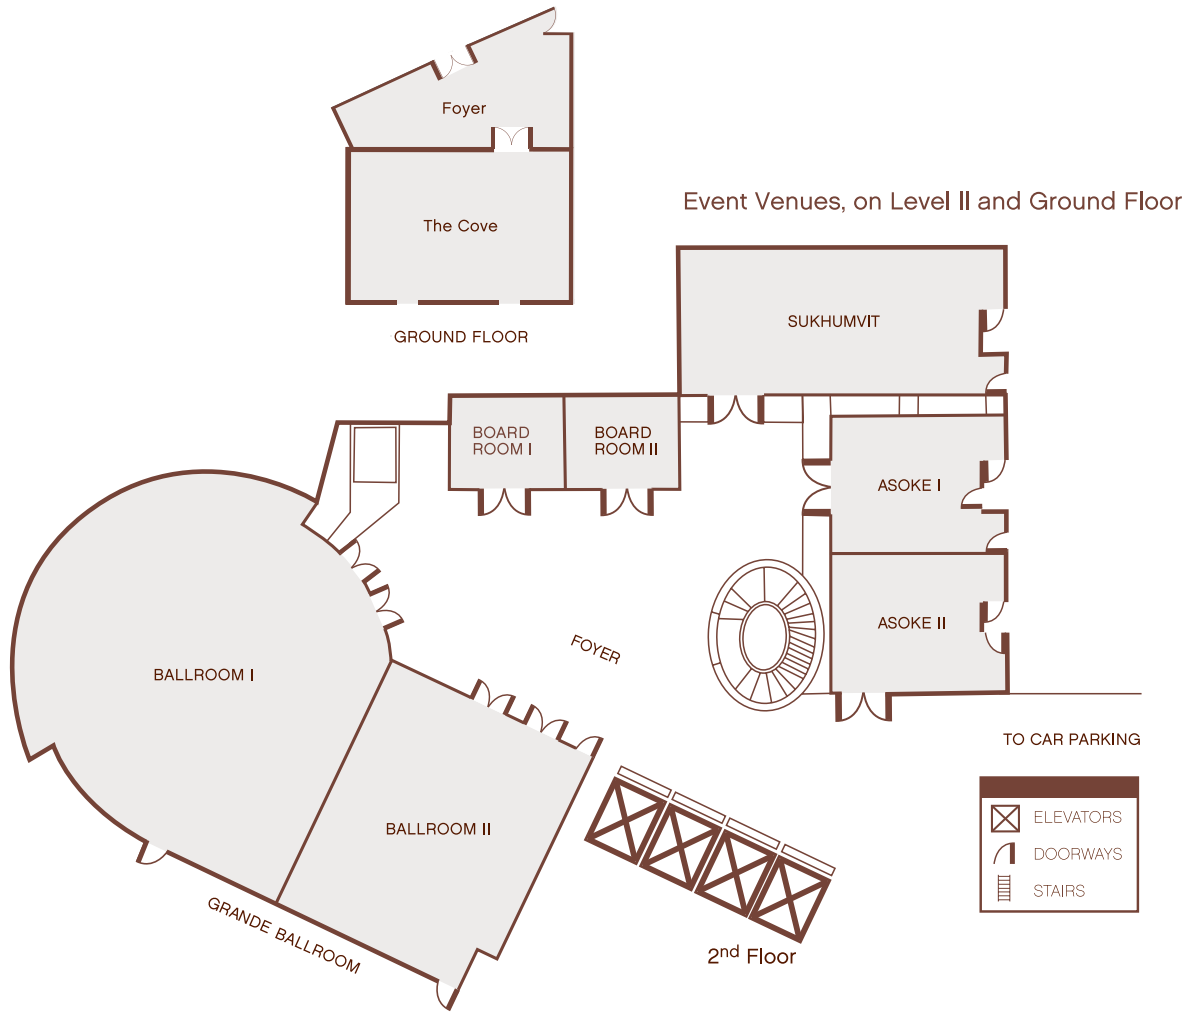 Foyer
The Cove
GROUND FLOOR
Event Venues, on Level II and Ground Floor
SUKHUMVIT
BOARD
ROOM I
BOARD
ROOM II
ASOKE I
ASOKE II
FOYER
BALLROOM I
BALLROOM II
GRANDE BALLROOM
2nd Floor
TO CAR PARKING
ELEVATORS
DOORWAYS
STAIRS